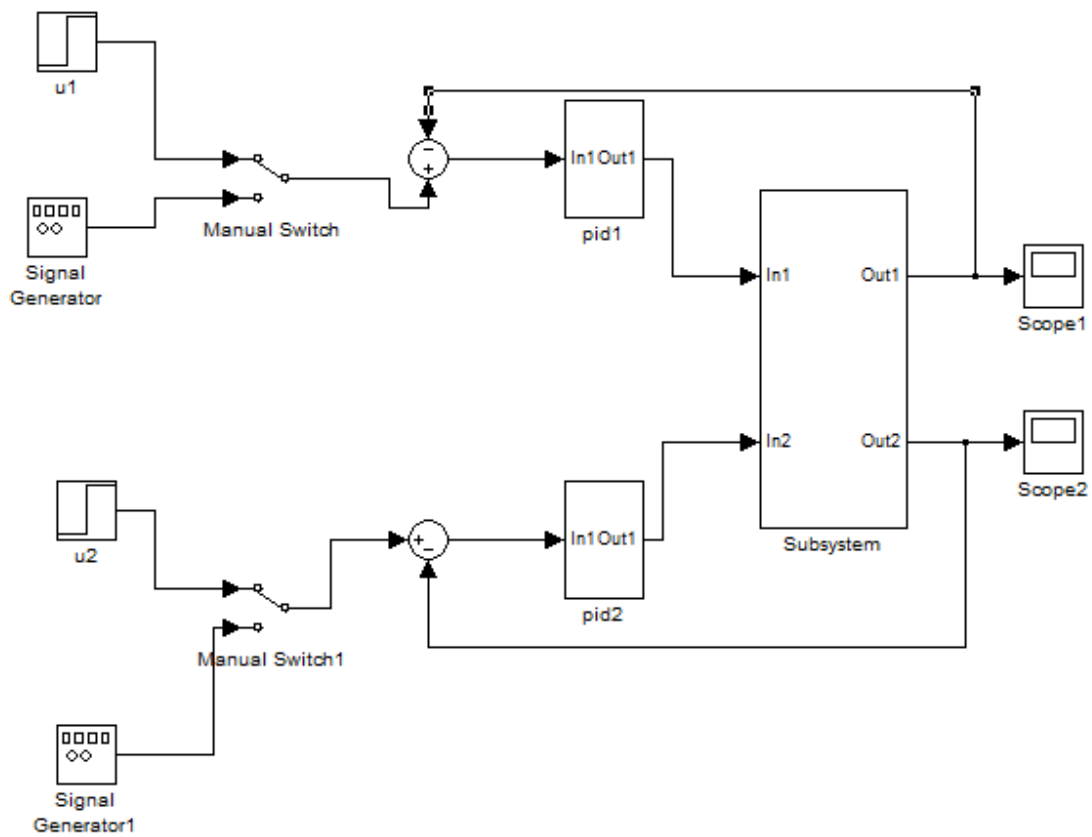 u1
Signal
Generator
Manual Switch
−
+
In1 Out1
pid1
In1 Out1
In2 Out2
Subsystem
Scope1
Scope2
u2
Manual Switch1
Signal
Generator1
+
−
In1 Out1
pid2